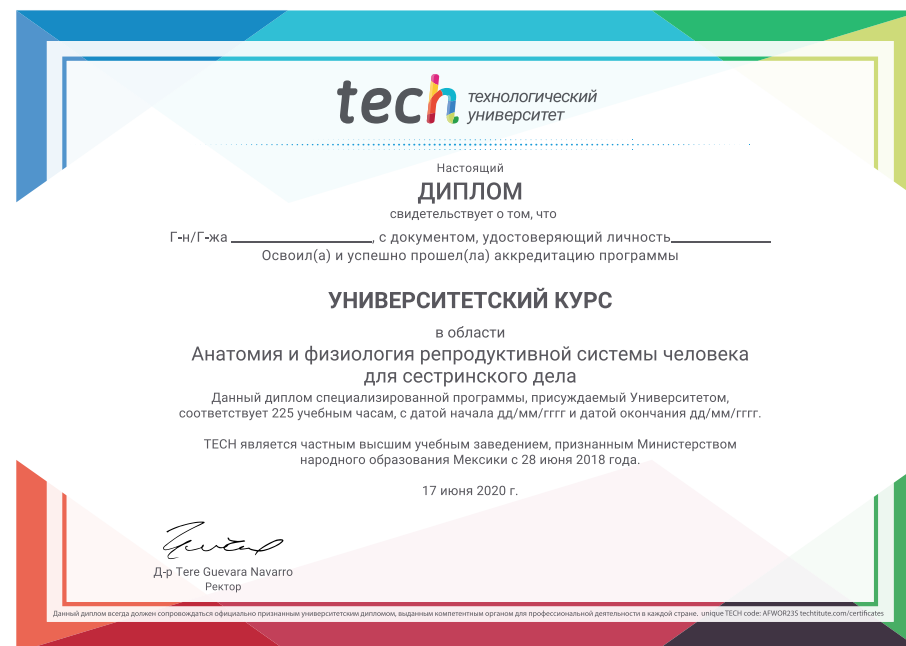 tech технологический
университет
Настоящий
ДИПЛОМ
свидетельствует о том, что
Г-н/Г-жа ____________________, с документом, удостоверяющий личность______________
Освоил(а) и успешно прошел(ла) аккредитацию программы
УНИВЕРСИТЕТСКИЙ КУРС
в области
Анатомия и физиология репродуктивной системы человека
для сестринского дела
Данный диплом специализированной программы, присуждаемый Университетом,
соответствует 225 учебным часам, с датой начала дд/мм/гггг и датой окончания дд/мм/гггг.
TECH является частным высшим учебным заведением, признанным Министерством
народного образования Мексики с 28 июня 2018 года.
17 июня 2020 г.
Д-р Tere Guevara Navarro
Ректор
Данный диплом всегда должен сопровождаться официально признанным университетским дипломом, выданным компетентным органом для профессиональной деятельности в каждой стране. unique TECH code: AFWOR23S techtitute.com/certificates